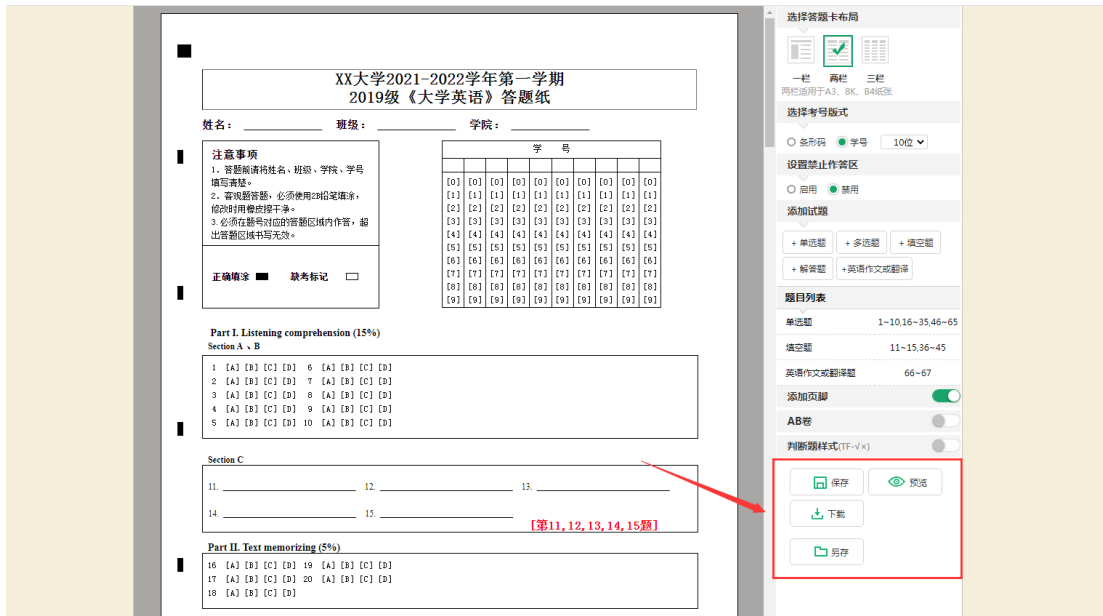 XX大学2021-2022学年第一学期
2019级《大学英语》答题纸
姓名: 班级: 学院:
注意事项
1. 答题前请将姓名、班级、学院、学号
填写清楚。
2. 客观题答题,必须使用2B铅笔填涂,
修改时用橡皮擦干净。
3.必须在题号对应的答题区域内作答,超
出答题区域书写无效。
正确填涂 缺考标记
学 号
[0] [0] [0] [0] [0] [0] [0] [0] [0] [0]
[1] [1] [1] [1] [1] [1] [1] [1] [1] [1]
[2] [2] [2] [2] [2] [2] [2] [2] [2] [2]
[3] [3] [3] [3] [3] [3] [3] [3] [3] [3]
[4] [4] [4] [4] [4] [4] [4] [4] [4] [4]
[5] [5] [5] [5] [5] [5] [5] [5] [5] [5]
[6] [6] [6] [6] [6] [6] [6] [6] [6] [6]
[7] [7] [7] [7] [7] [7] [7] [7] [7] [7]
[8] [8] [8] [8] [8] [8] [8] [8] [8] [8]
[9] [9] [9] [9] [9] [9] [9] [9] [9] [9]
Part I. Listening comprehension (15%)
Section A、B
1 [A] [B] [C] [D] 6 [A] [B] [C] [D]
2 [A] [B] [C] [D] 7 [A] [B] [C] [D]
3 [A] [B] [C] [D] 8 [A] [B] [C] [D]
4 [A] [B] [C] [D] 9 [A] [B] [C] [D]
5 [A] [B] [C] [D] 10 [A] [B] [C] [D]
Section C
11. 12. 13.
14. 15.
[第11,12,13,14,15题]
Part II. Text memorizing (5%)
16 [A] [B] [C] [D] 19 [A] [B] [C] [D]
17 [A] [B] [C] [D] 20 [A] [B] [C] [D]
18 [A] [B] [C] [D]
选择答题卡布局
一栏 两栏 三栏
两栏适用于A3、8K、B4纸张
选择考号版式
条形码 学号 10位
设置禁止作答区
启用 禁用
添加试题
+ 单选题 + 多选题 + 填空题
+ 解答题 +英语作文或翻译
题目列表
单选题 1~10,16~35,46~65
填空题 11~15,36~45
英语作文或翻译题 66~67
添加页脚
AB卷
判断题样式(TF-√×)
保存 预览
下载
另存